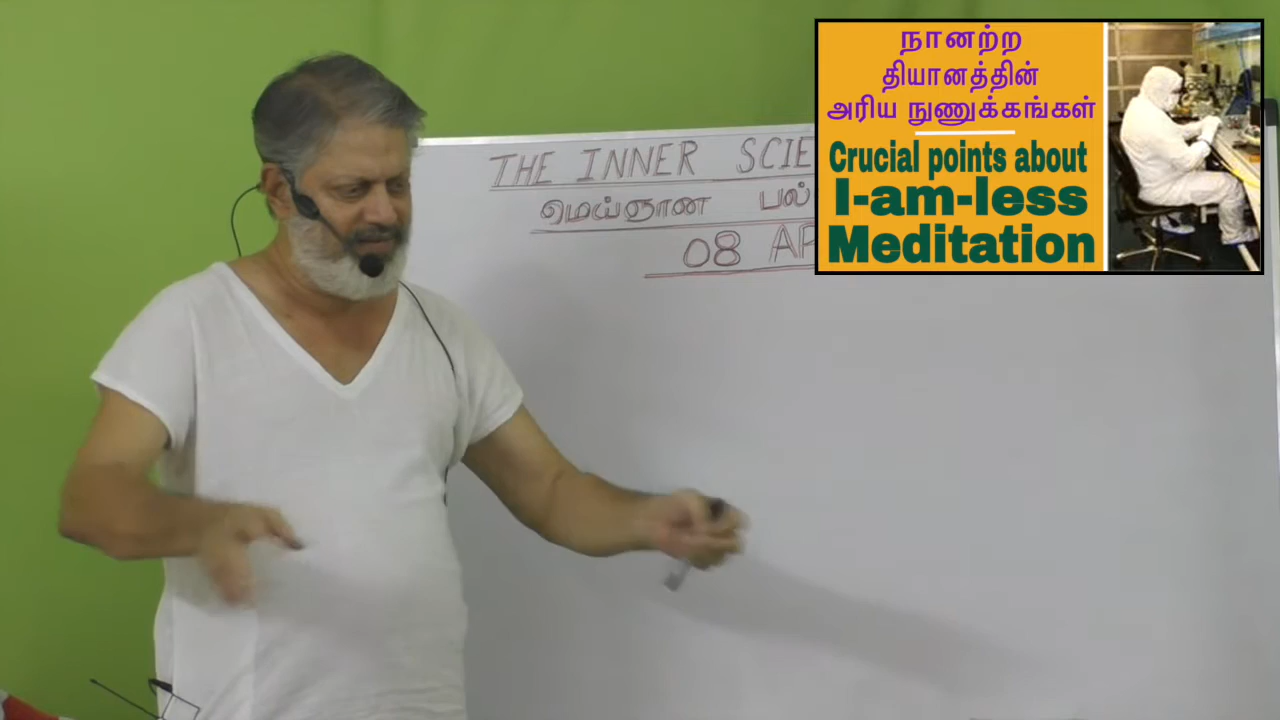 THE INNER SCIE
மெய்ஞான பல்
08 AP
நானற்ற
தியானத்தின்
அரிய நுணுக்கங்கள்
Crucial points about
I-am-less
Meditation